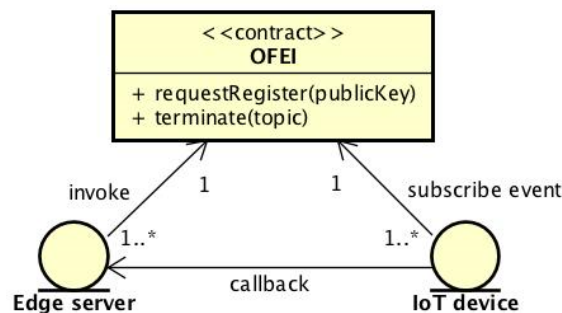 < <contract> >
OFEI
+ requestRegister(publicKey)
+ terminate(topic)
invoke
1
1
subscribe event
1..*
1..*
callback
Edge server
IoT device